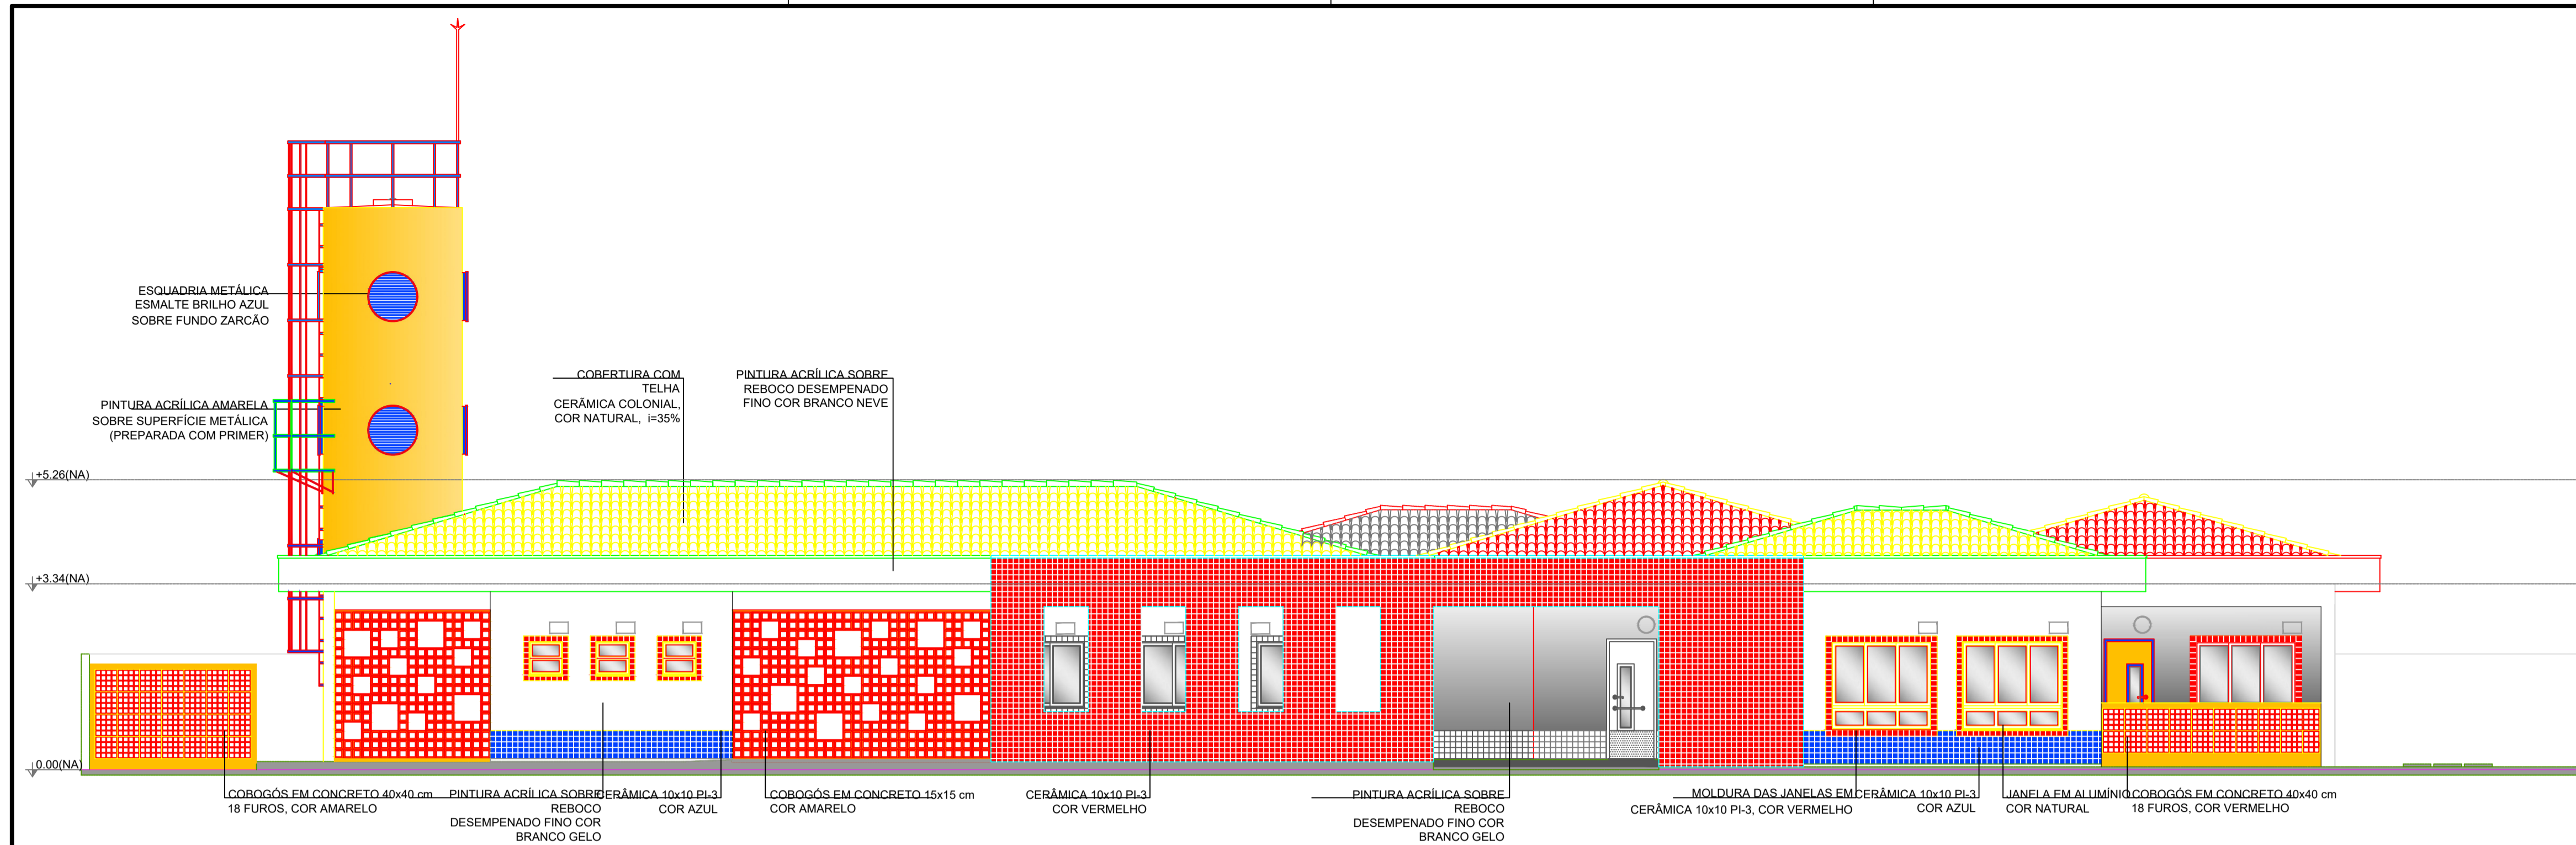 ESQUADRIA METÁLICA
ESMALTE BRILHO AZUL
SOBRE FUNDO ZARCÃO
COBERTURA COM
TELHA
CERÂMICA COLONIAL,
COR NATURAL, i=35%
PINTURA ACRÍLICA SOBRE
REBOCO DESEMPENADO
FINO COR BRANCO NEVE
PINTURA ACRÍLICA AMARELA
SOBRE SUPERFÍCIE METÁLICA
(PREPARADA COM PRIMER)
+5.26(NA)
+3.34(NA)
0.00(NA)
COBOGÓS EM CONCRETO 40x40 cm
18 FUROS, COR AMARELO
PINTURA ACRÍLICA SOBRE
REBOCO
DESEMPENADO FINO COR
BRANCO GELO
CERÂMICA 10x10 PI-3
COR AZUL
COBOGÓS EM CONCRETO 15x15 cm
COR AMARELO
CERÂMICA 10x10 PI-3
COR VERMELHO
PINTURA ACRÍLICA SOBRE
REBOCO
DESEMPENADO FINO COR
BRANCO GELO
MOLDURA DAS JANELAS EM
CERÂMICA 10x10 PI-3, COR VERMELHO
CERÂMICA 10x10 PI-3
COR AZUL
JANELA EM ALUMÍNIO
COR NATURAL
COBOGÓS EM CONCRETO 40x40 cm
18 FUROS, COR VERMELHO